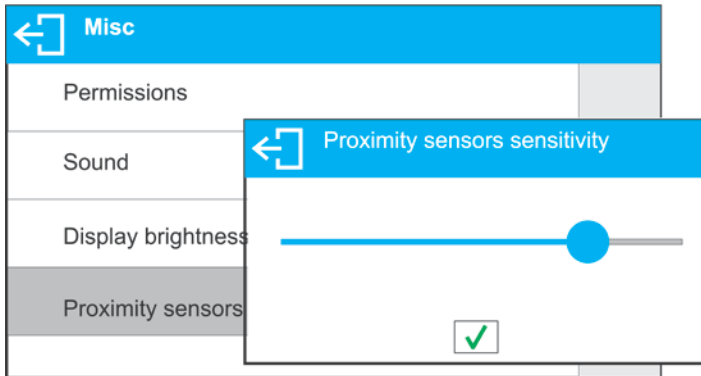 Misc
Permissions
Sound
Display brightness
Proximity sensors
Proximity sensors sensitivity